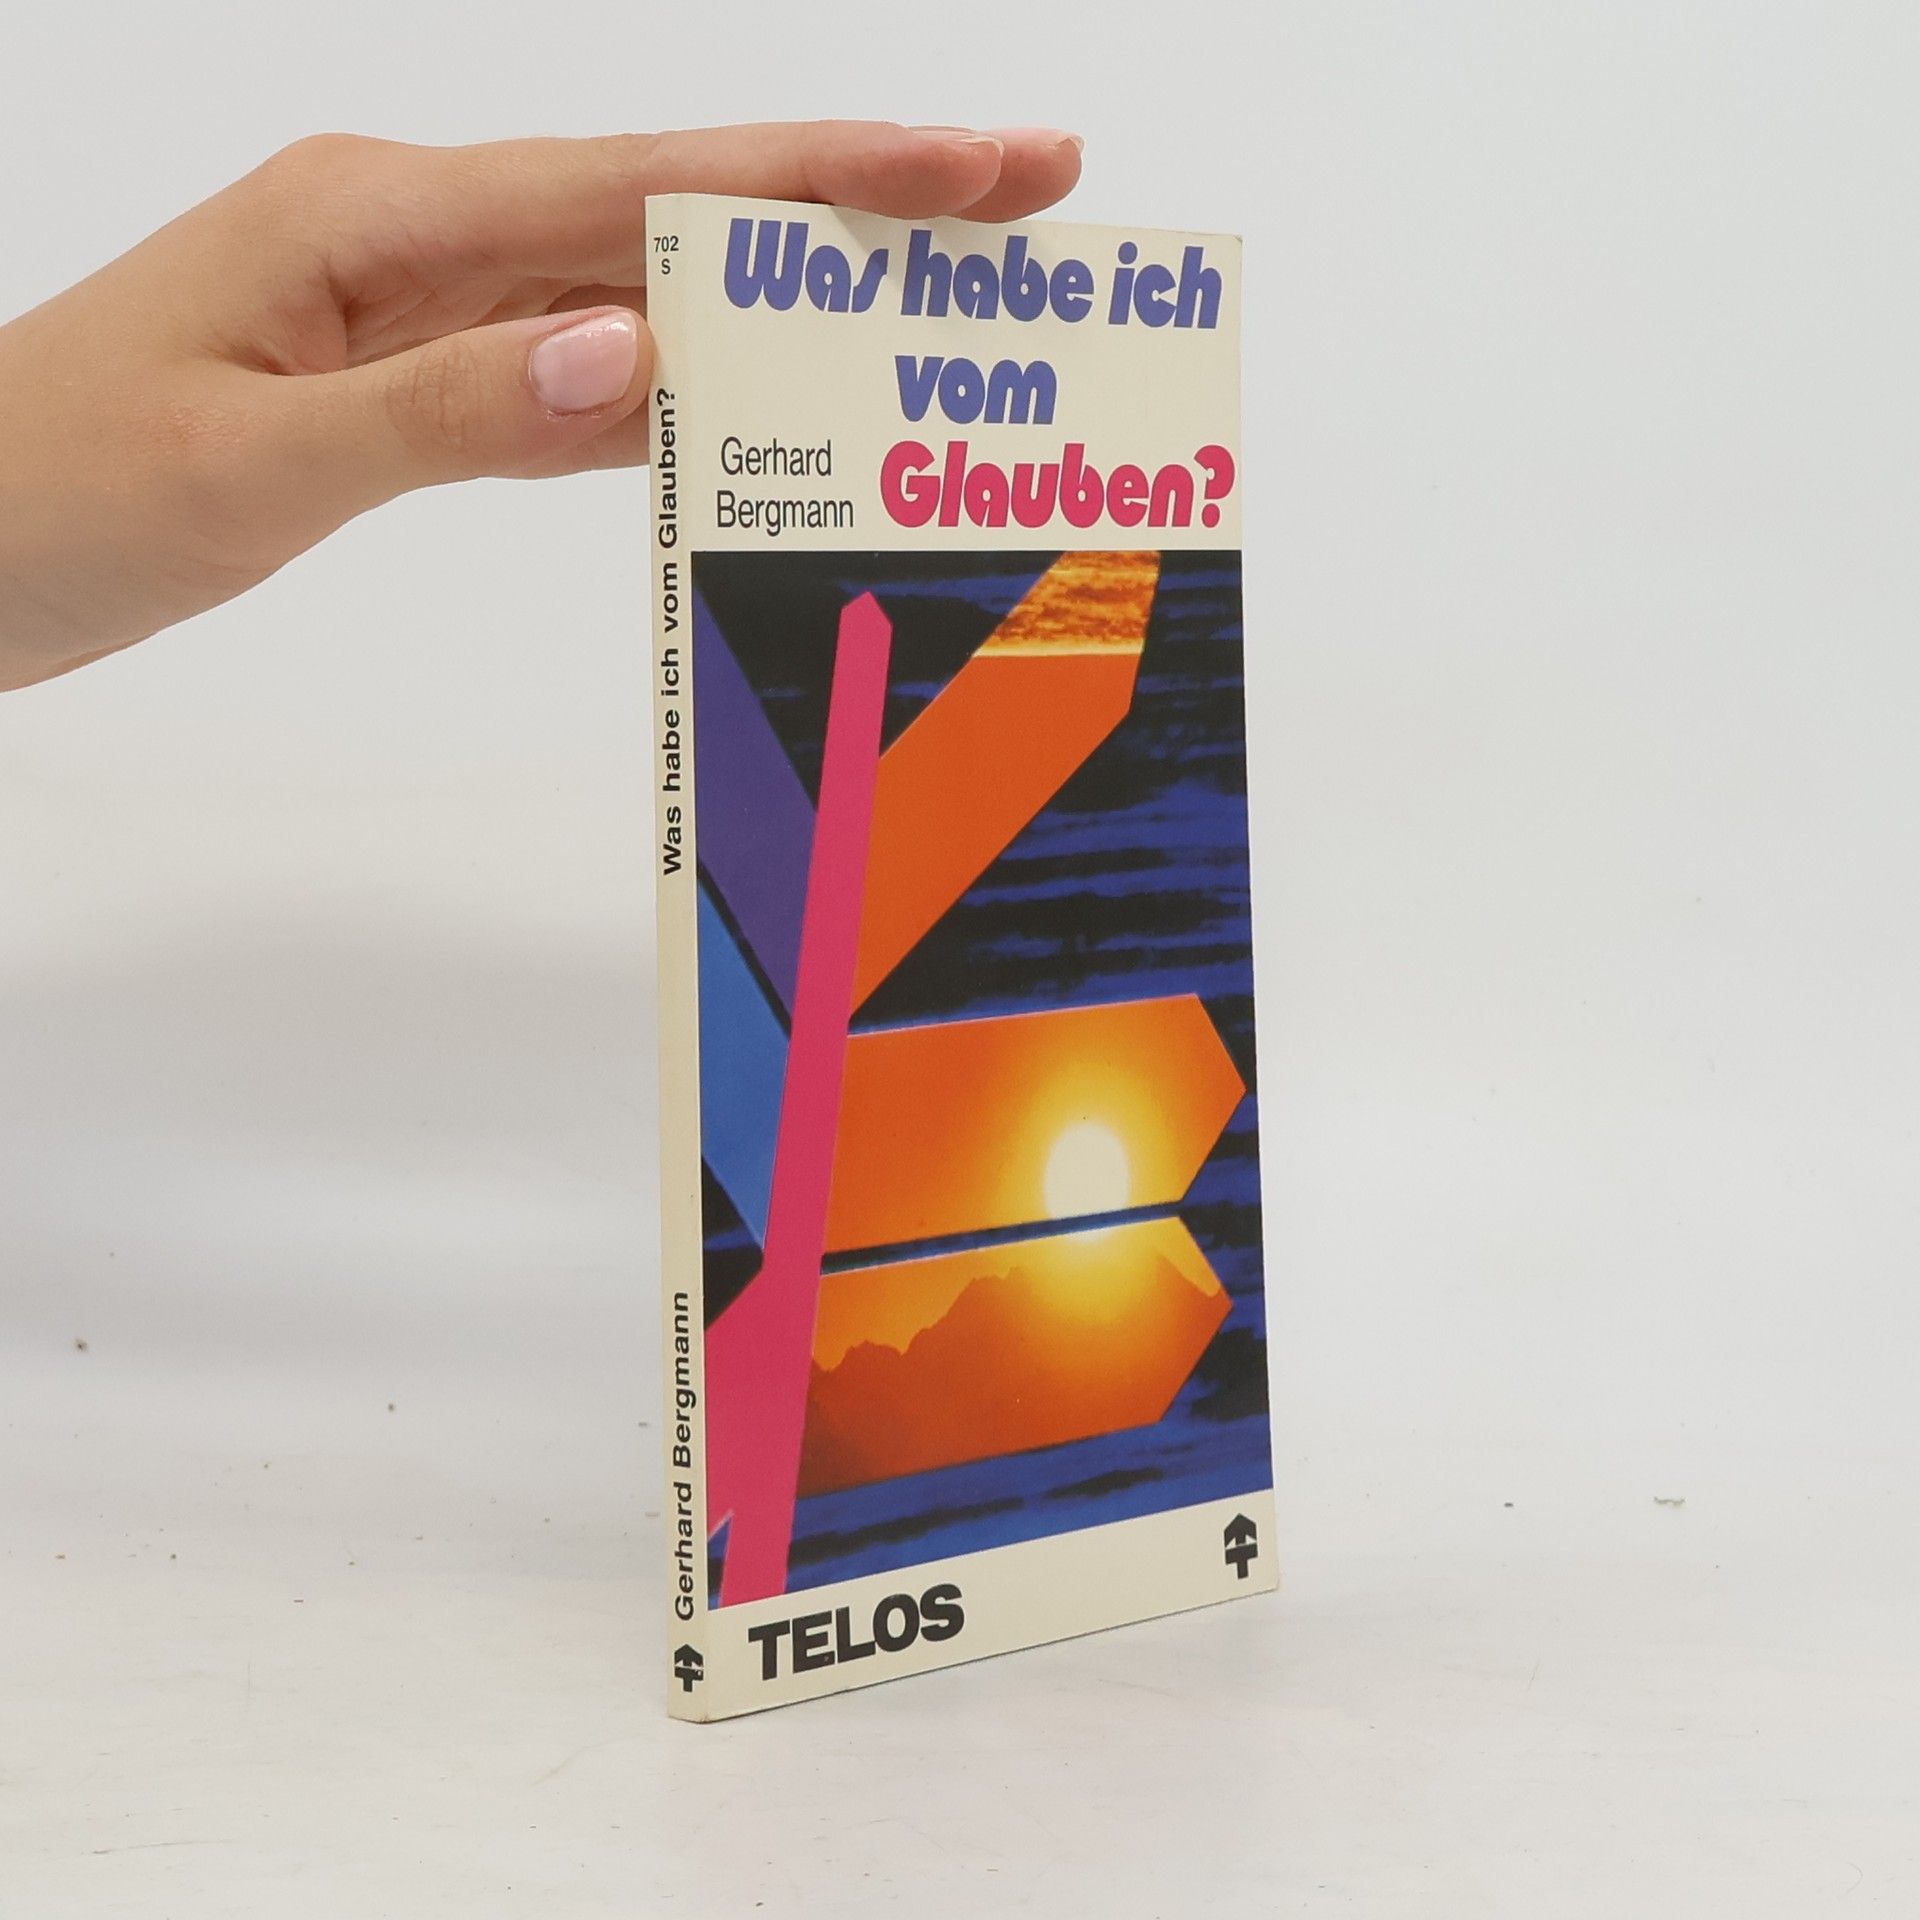 702
S
Was habe ich vom Glauben?
Gerhard Bergmann
Was habe ich
vom
Glauben?
Gerhard
Bergmann
TELOS